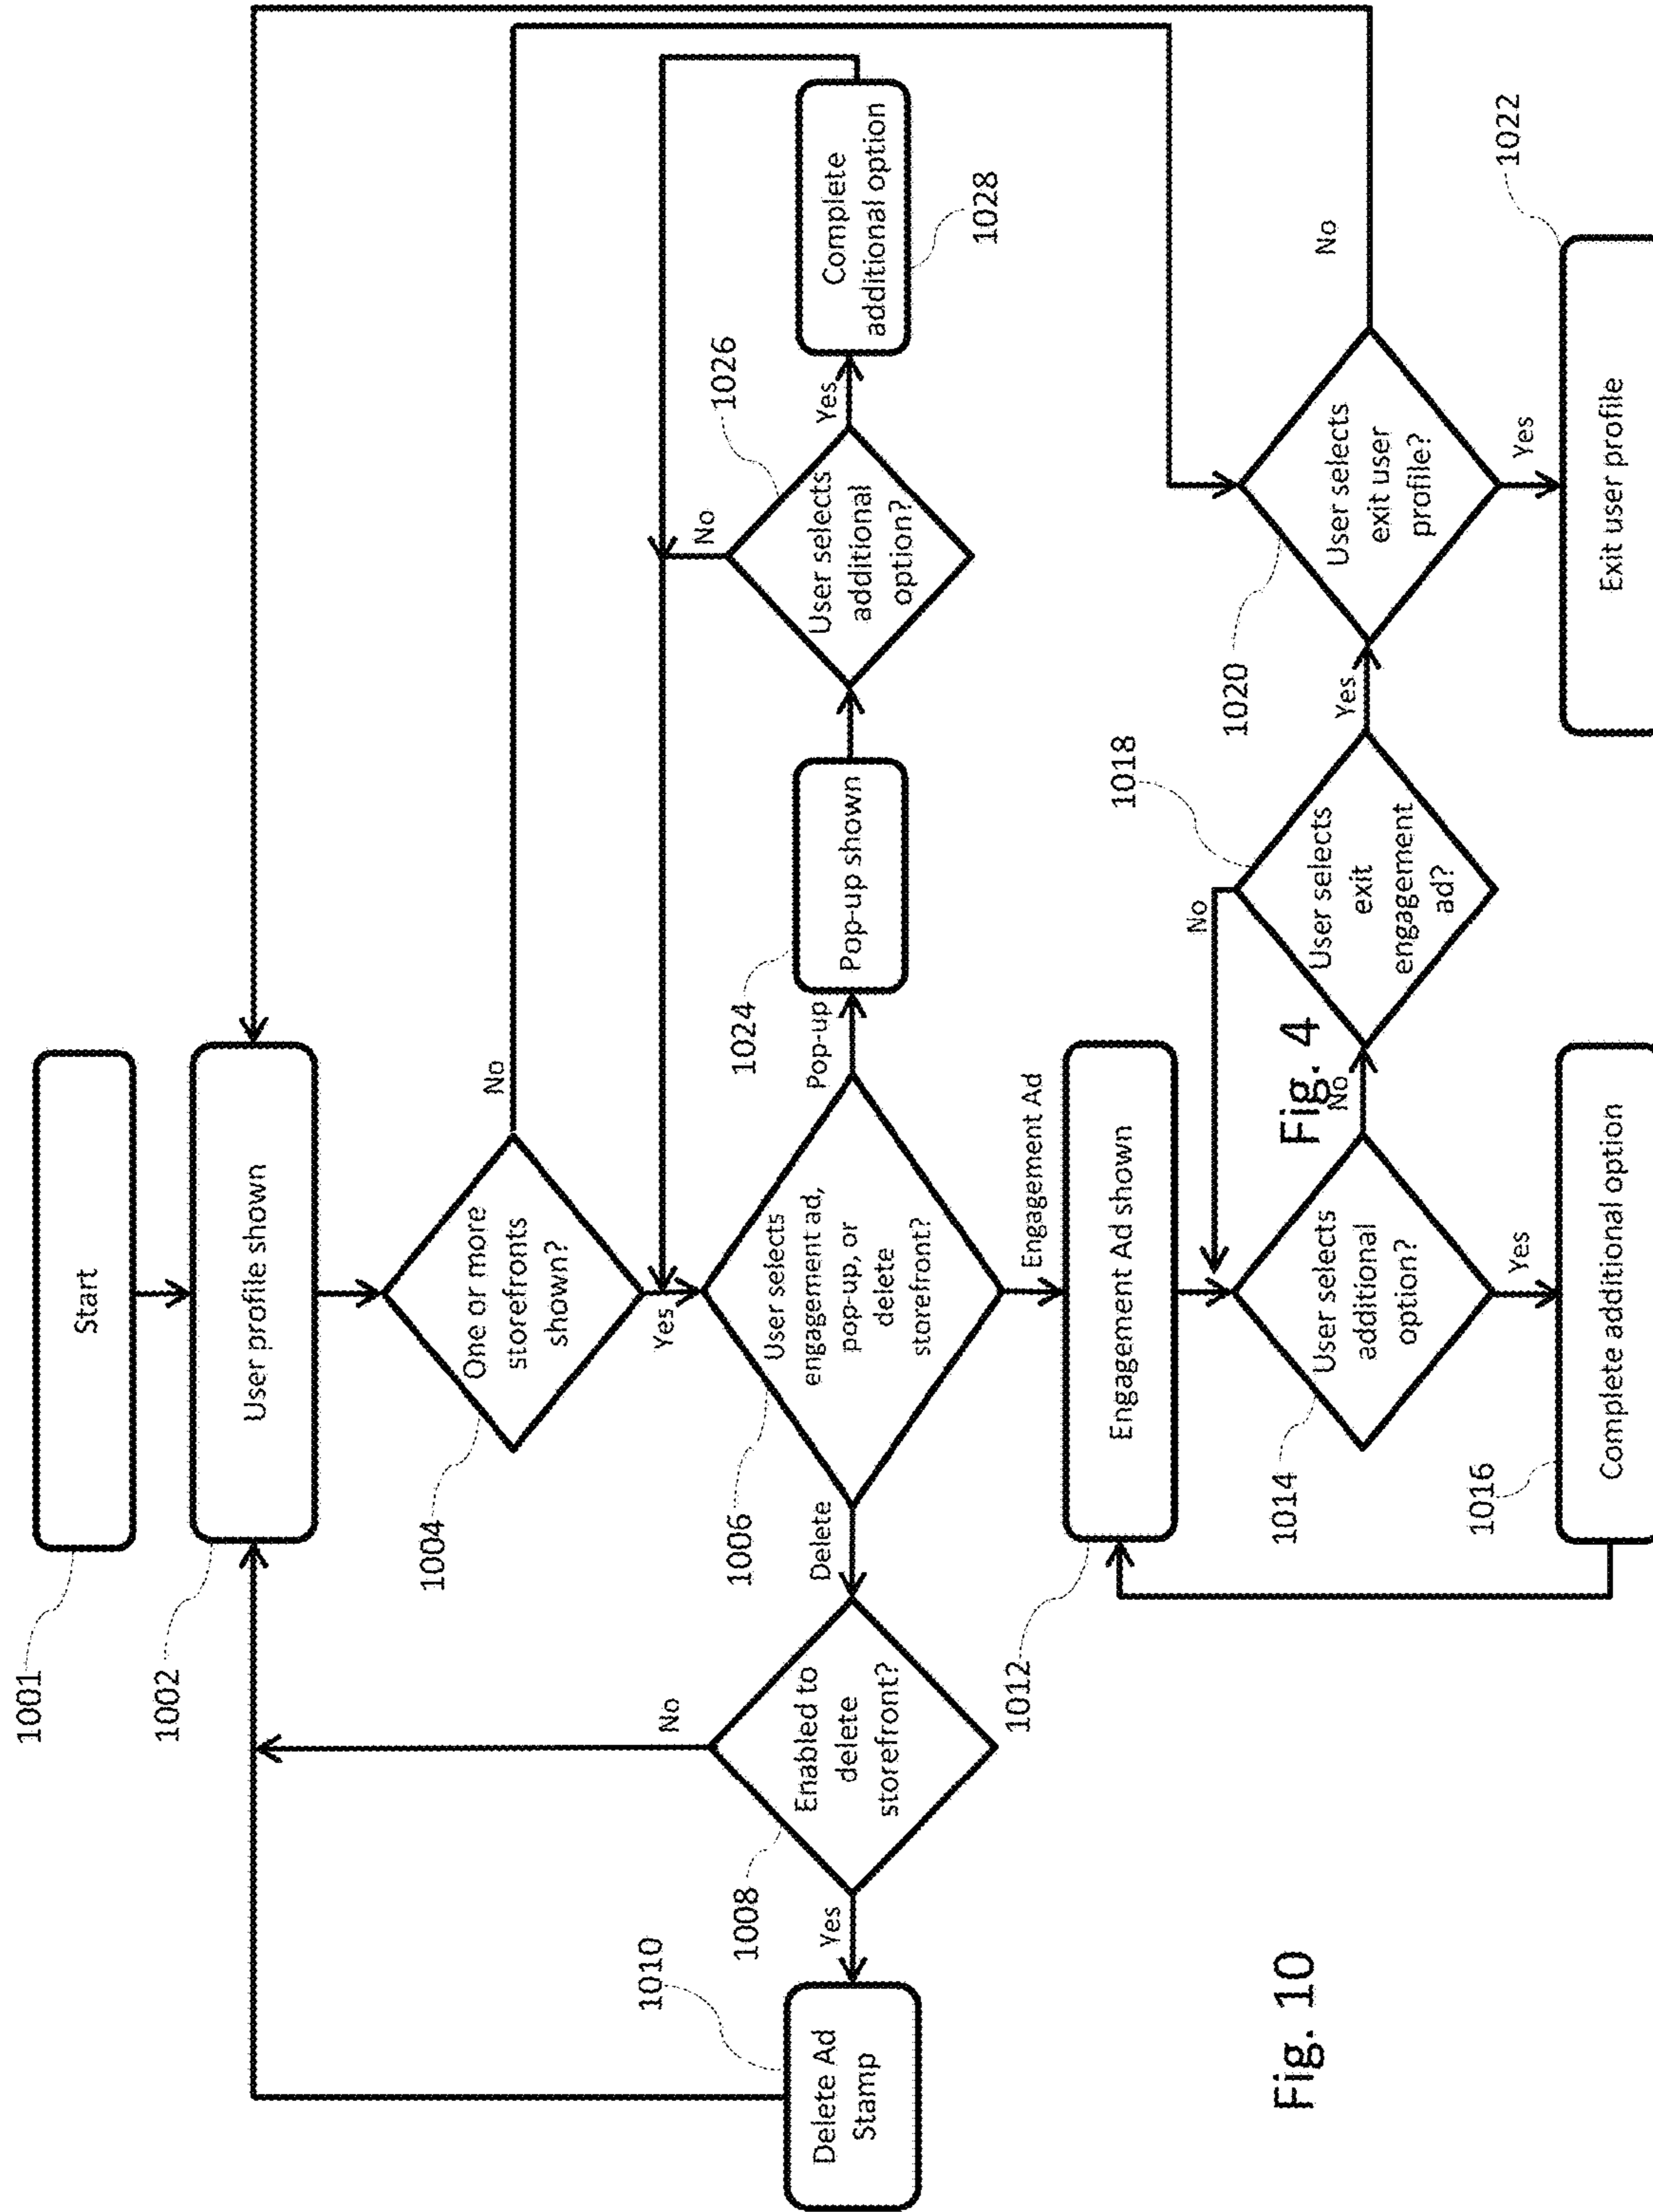 1001
Start
1002
User profile shown
1004
One or more
storefronts
shown?
No
Yes
1006
User selects
engagement ad,
pop-up, or
delete
storefront?
Delete
Pop-up
Engagement Ad
1008
Enabled to
delete
storefront?
No
Yes
1010
Delete Ad
Stamp
1024
Pop-up shown
1026
User selects
additional
option?
No
Yes
Complete
additional option
1028
1012
Engagement Ad shown
1014
User selects
additional
option?
No
Yes
1016
Complete additional option
1018
User selects
exit
engagement
ad?
No
Yes
1020
User selects
exit user
profile?
No
Yes
1022
Exit user profile
Fig. 4
Fig. 10